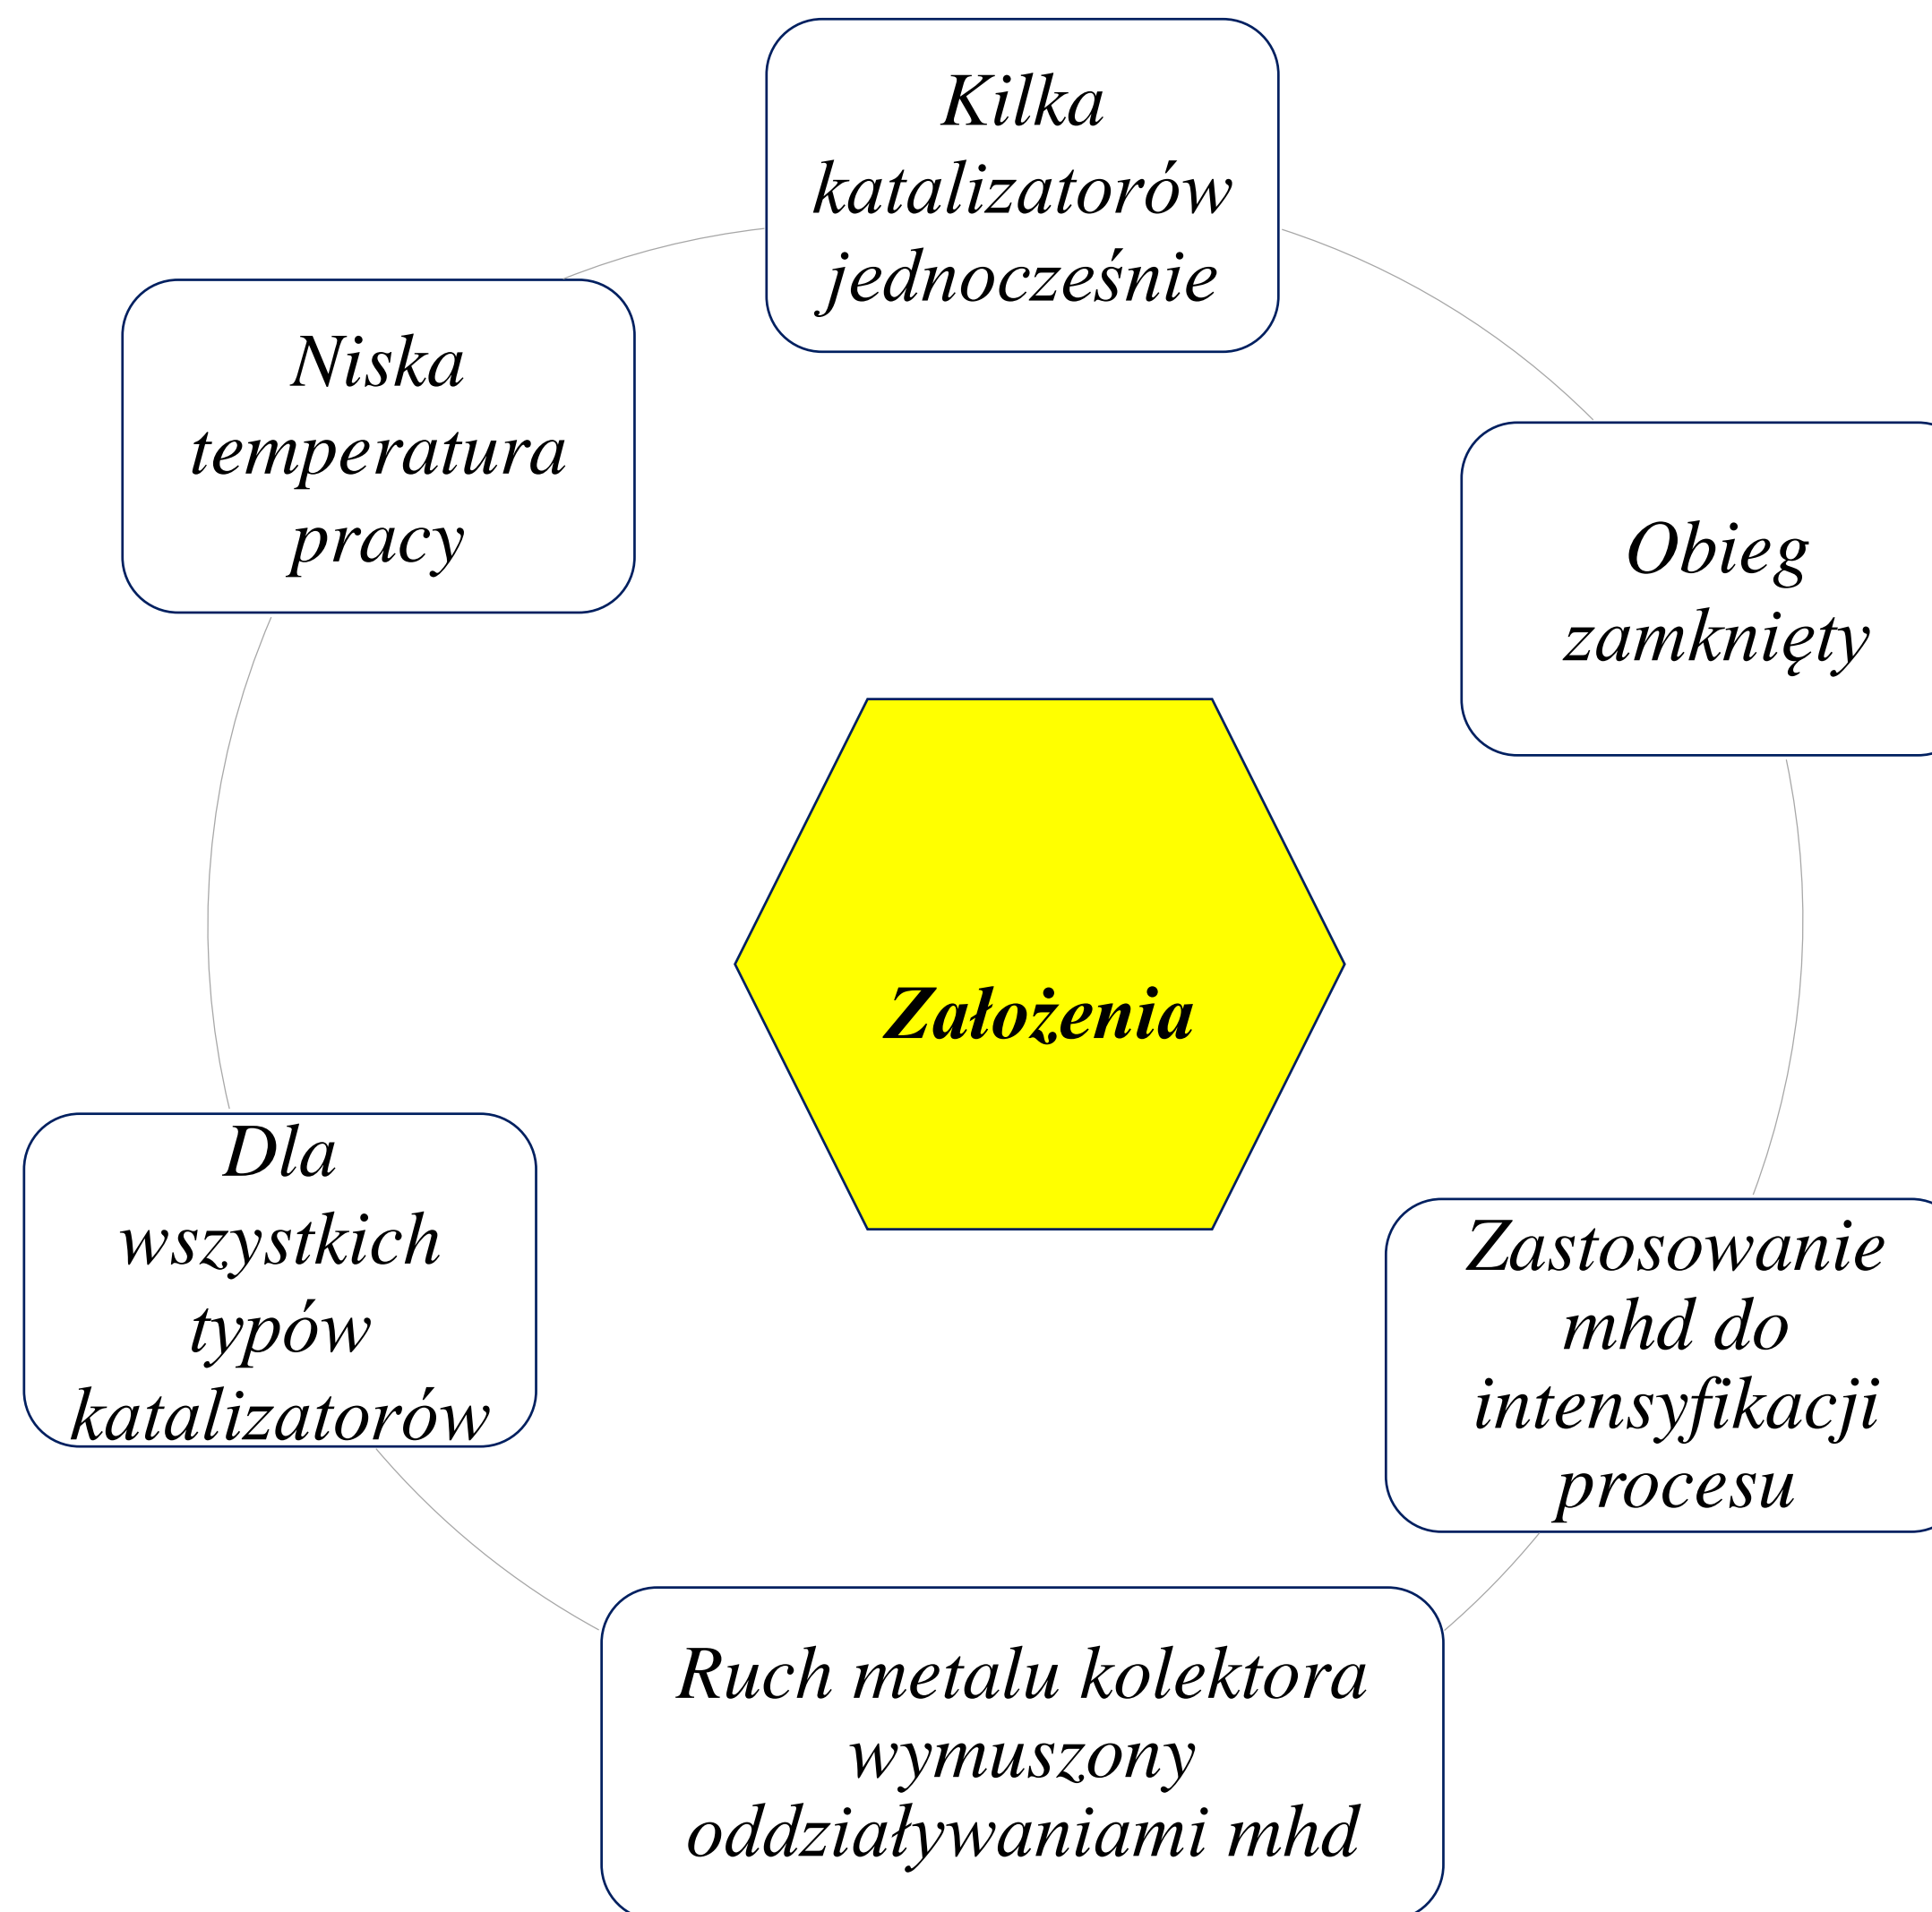 Kilka
katalizatorów
jednocześnie
Niska
temperatura
pracy
Obieg
zamknięty
Założenia
Dla
wszystkich
typów
katalizatorów
Zastosowanie
mhd do
intensyfikacji
procesu
Ruch metalu kolektora
wymuszony
oddziaływaniami mhd